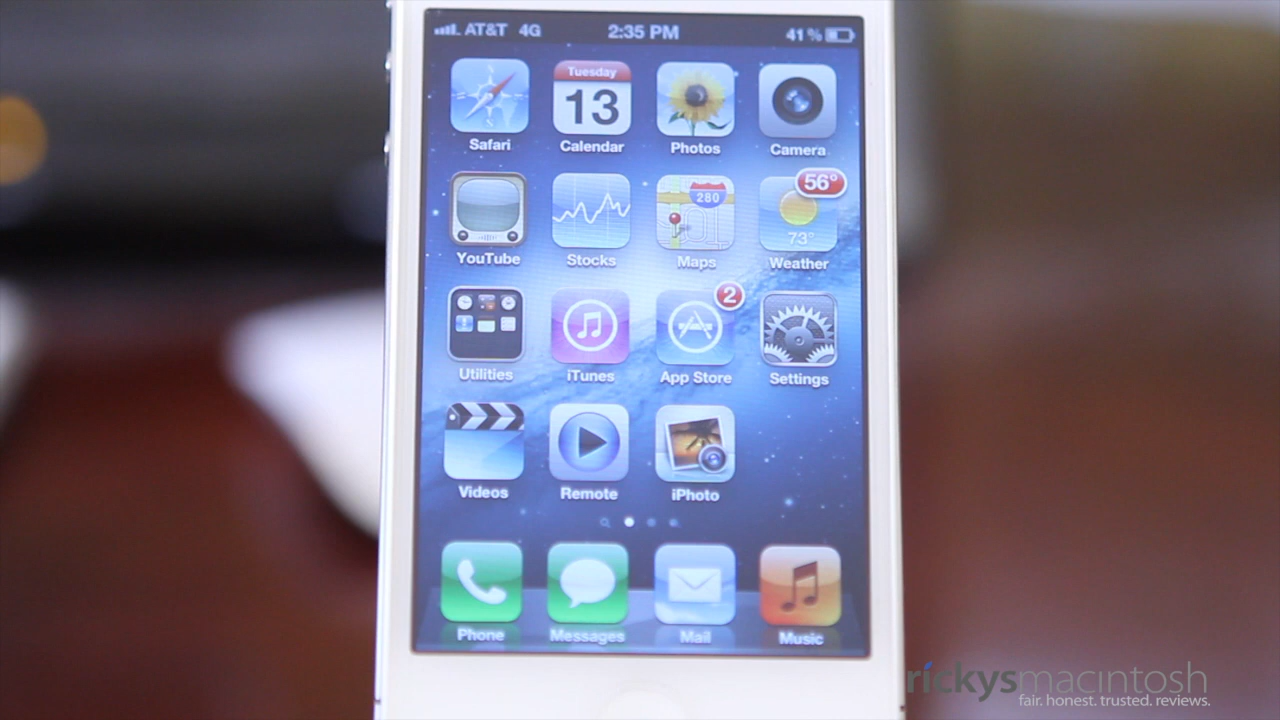 AT&T 4G 2:35 PM 41%
Tuesday
13
280
56°
73°
Safari Calendar Photos Camera
YouTube Stocks Maps Weather
2
Utilities iTunes App Store Settings
Videos Remote iPhoto
Phone Messages Mail Music
rickysmacintosh
fair. honest. trusted. reviews.